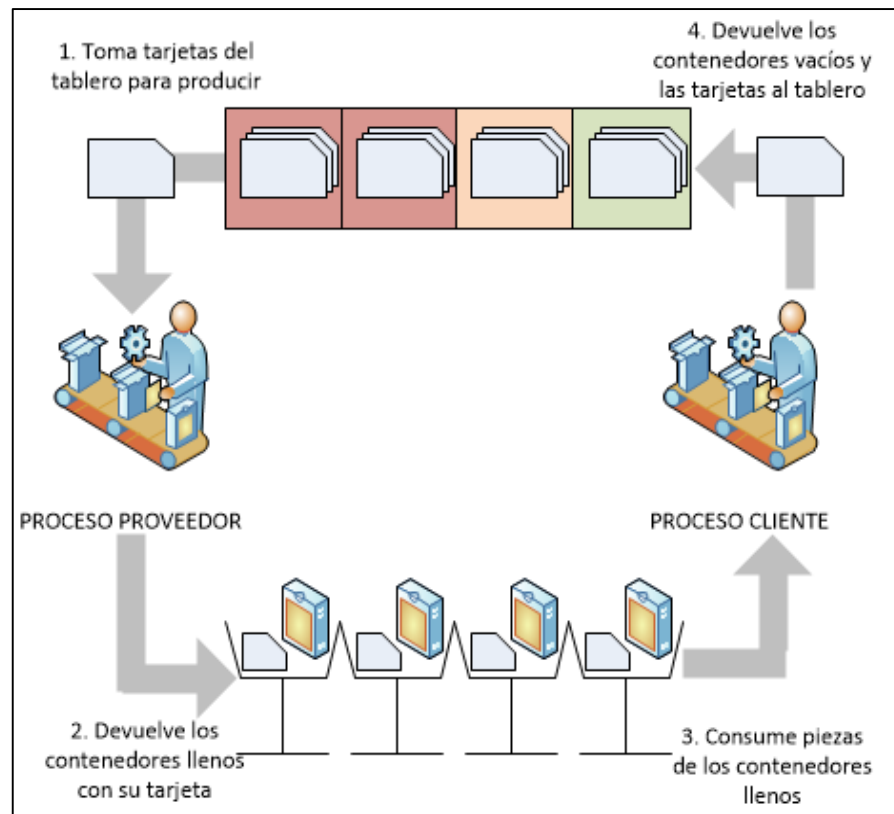 1. Toma tarjetas del
tablero para producir
4. Devuelve los
contenedores vacíos y
las tarjetas al tablero
PROCESO PROVEEDOR
PROCESO CLIENTE
2. Devuelve los
contenedores llenos
con su tarjeta
3. Consume piezas
de los contenedores
llenos